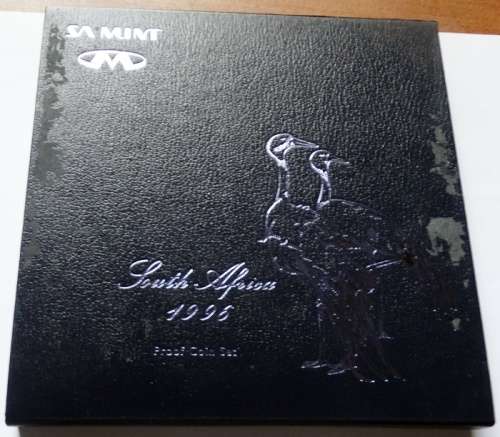 SA MINT
South Africa
1996
Proof Coin Set